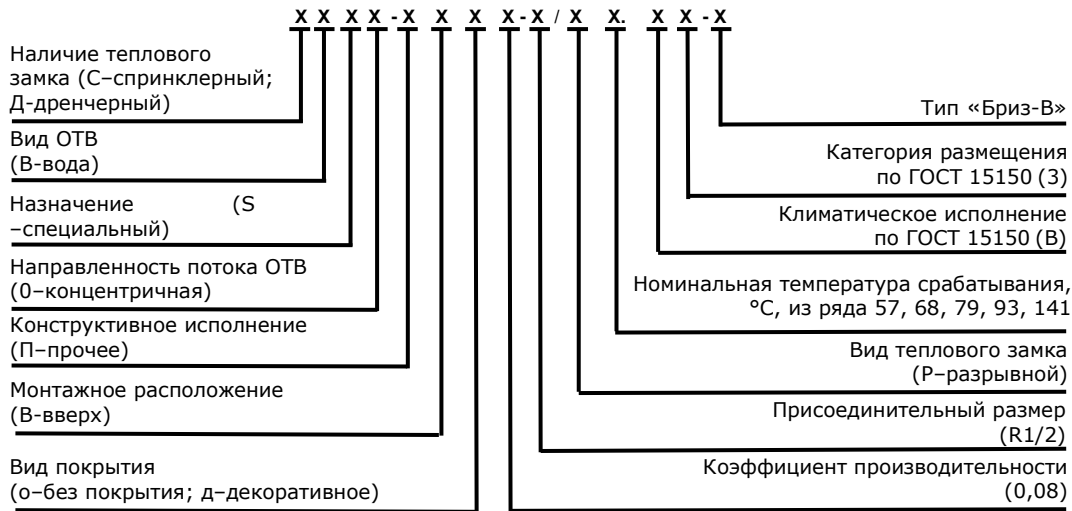 X X X X - X X X X - X / X X. X X - X
Наличие теплового
замка (С–спринклерный;
Д-дренчерный)
Вид ОТВ
(В-вода)
Назначение (S
–специальный)
Направленность потока ОТВ
(0–концентричная)
Конструктивное исполнение
(П–прочее)
Монтажное расположение
(В-вверх)
Вид покрытия
(о–без покрытия; д–декоративное)
Тип «Бриз-В»
Категория размещения
по ГОСТ 15150 (3)
Климатическое исполнение
по ГОСТ 15150 (В)
Номинальная температура срабатывания,
°С, из ряда 57, 68, 79, 93, 141
Вид теплового замка
(Р–разрывной)
Присоединительный размер
(R1/2)
Коэффициент производительности
(0,08)